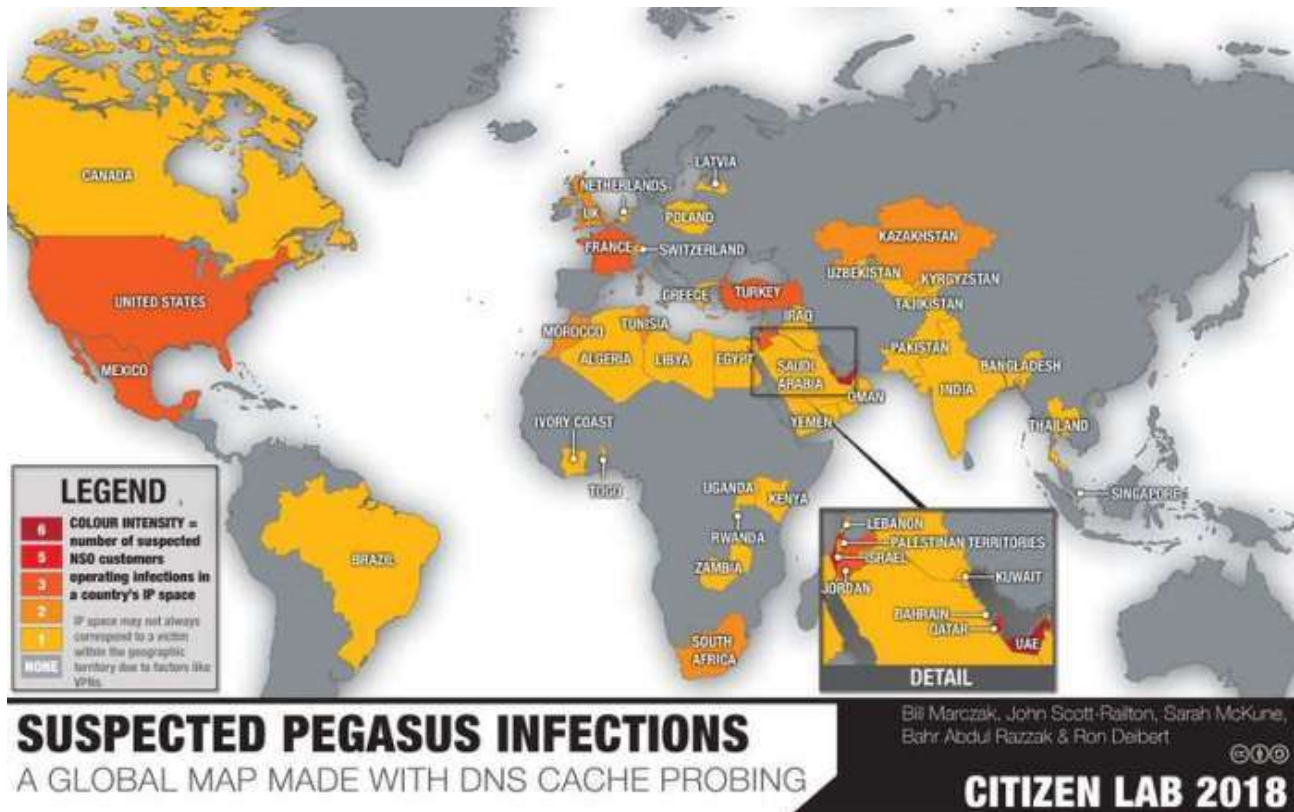 CANADA
UNITED STATES
MEXICO
BRAZIL
LATVIA
NETHERLANDS
UK
POLAND
FRANCE
SWITZERLAND
GREECE
TURKEY
KAZAKHSTAN
UZBEKISTAN
KYRGYZSTAN
TAJIKISTAN
IRAQ
MOROCCO
TUNISIA
ALGERIA
LIBYA
EGYPT
SAUDI
ARABIA
OMAN
YEMEN
PAKISTAN
INDIA
BANGLADESH
THAILAND
SINGAPORE
IVORY COAST
TOGO
UGANDA
KENYA
RWANDA
ZAMBIA
SOUTH
AFRICA
LEGEND
6
5
3
2
1
NONE
COLOUR INTENSITY =
number of suspected
NSO customers
operating infections in
a country's IP space
IP space may not always
correspond to a victim
within the geographic
territory due to factors like
VPNs.
LEBANON
PALESTINIAN TERRITORIES
ISRAEL
JORDAN
KUWAIT
BAHRAIN
QATAR
UAE
DETAIL
SUSPECTED PEGASUS INFECTIONS
A GLOBAL MAP MADE WITH DNS CACHE PROBING
Bill Marczak, John Scott-Railton, Sarah McKune,
Bahr Abdul Razzak & Ron Deibert
CITIZEN LAB 2018